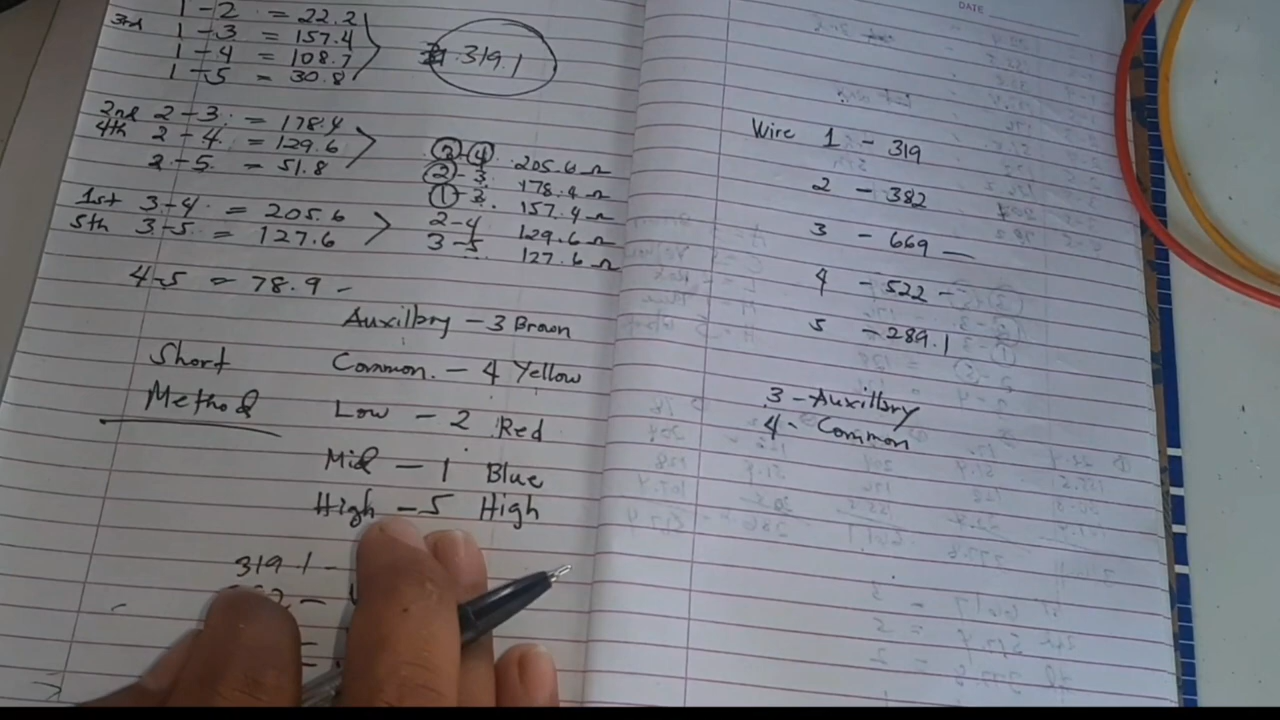 1-2 = 22.2
3rd 1-3 = 157.4
1-4 = 108.7
1-5 = 30.8
319.1
2nd 2-3 = 178.4
4th 2-4 = 129.6
2-5 = 51.8
1st 3-4 = 205.6
5th 3-5 = 127.6
4-5 = 78.9 -
3-4 205.6 Ω
2-3 178.4 Ω
1-3 157.4 Ω
2-4 129.6 Ω
3-5 127.6 Ω
Auxillary - 3 Brown
Short Method
Common - 4 Yellow
Low - 2 Red
Mid - 1 Blue
High - 5 High
319.1 -
DATE
Wire 1 - 319
2 - 382
3 - 669 -
4 - 522 -
5 - 289.1
3 - Auxillary
4 - Common